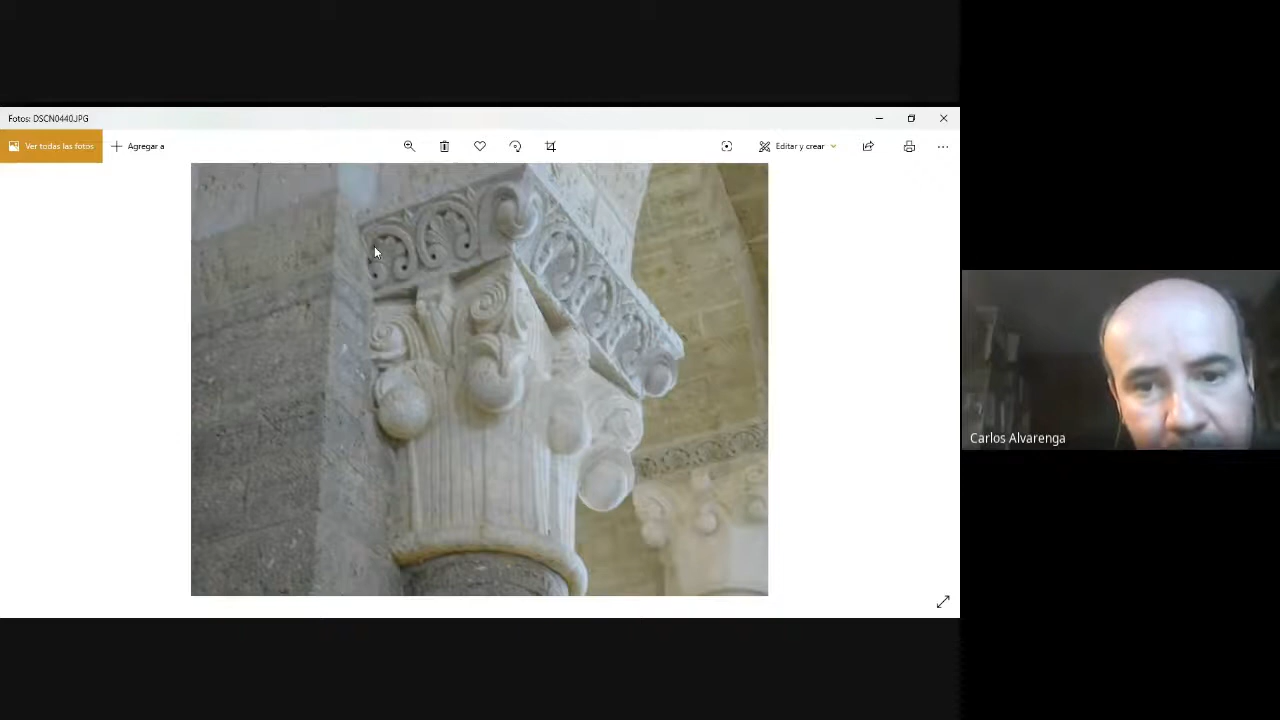 Fotos: DSCN0440.JPG
Ver todas las fotos
Agregar a
Editar y crear
Carlos Alvarenga